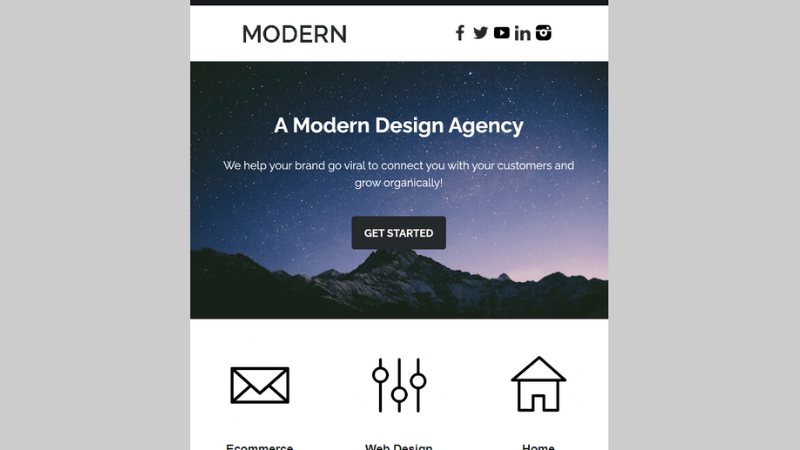 MODERN
A Modern Design Agency
We help your brand go viral to connect you with your customers and
grow organically!
GET STARTED
Ecommerce
Web Design
Home